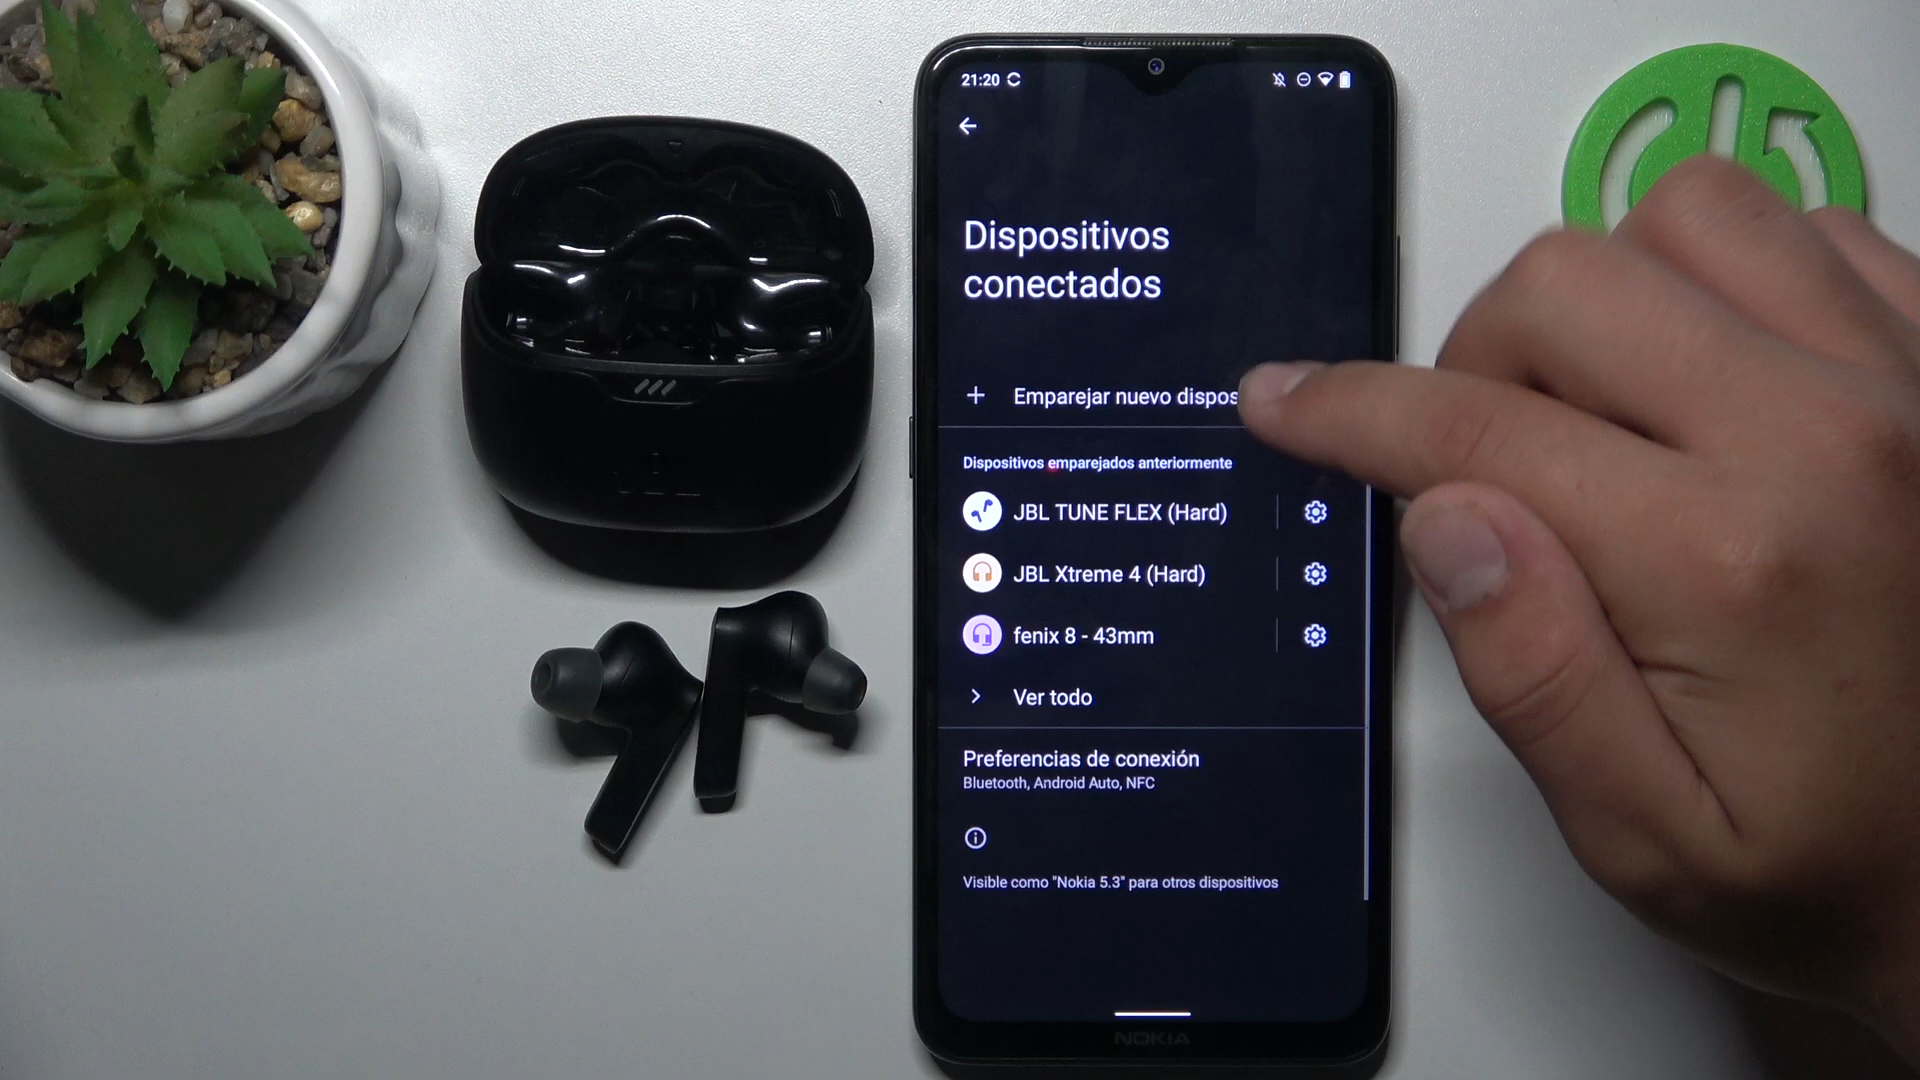 21:20
Dispositivos
conectados
Emparejar nuevo dispos
Dispositivos emparejados anteriormente
JBL TUNE FLEX (Hard)
JBL Xtreme 4 (Hard)
fenix 8 - 43mm
Ver todo
Preferencias de conexión
Bluetooth, Android Auto, NFC
Visible como "Nokia 5.3" para otros dispositivos
NOKIA
JBL